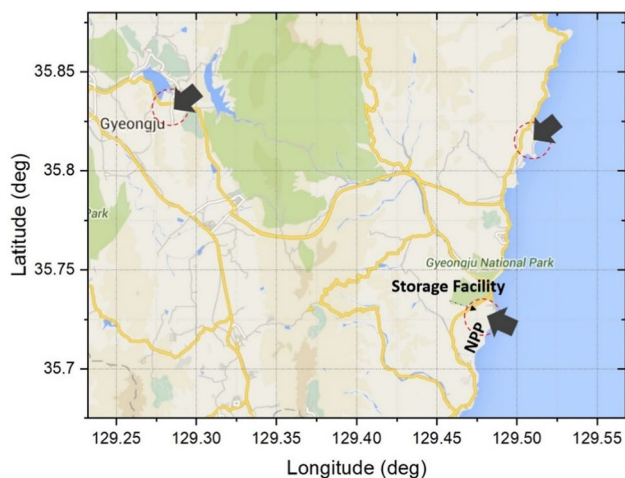 35.85
35.8
35.75
35.7
Latitude (deg)
Gyeongju
Park
Gyeongju National Park
Storage Facility
NPP
129.25 129.30 129.35 129.40 129.45 129.50 129.55
Longitude (deg)